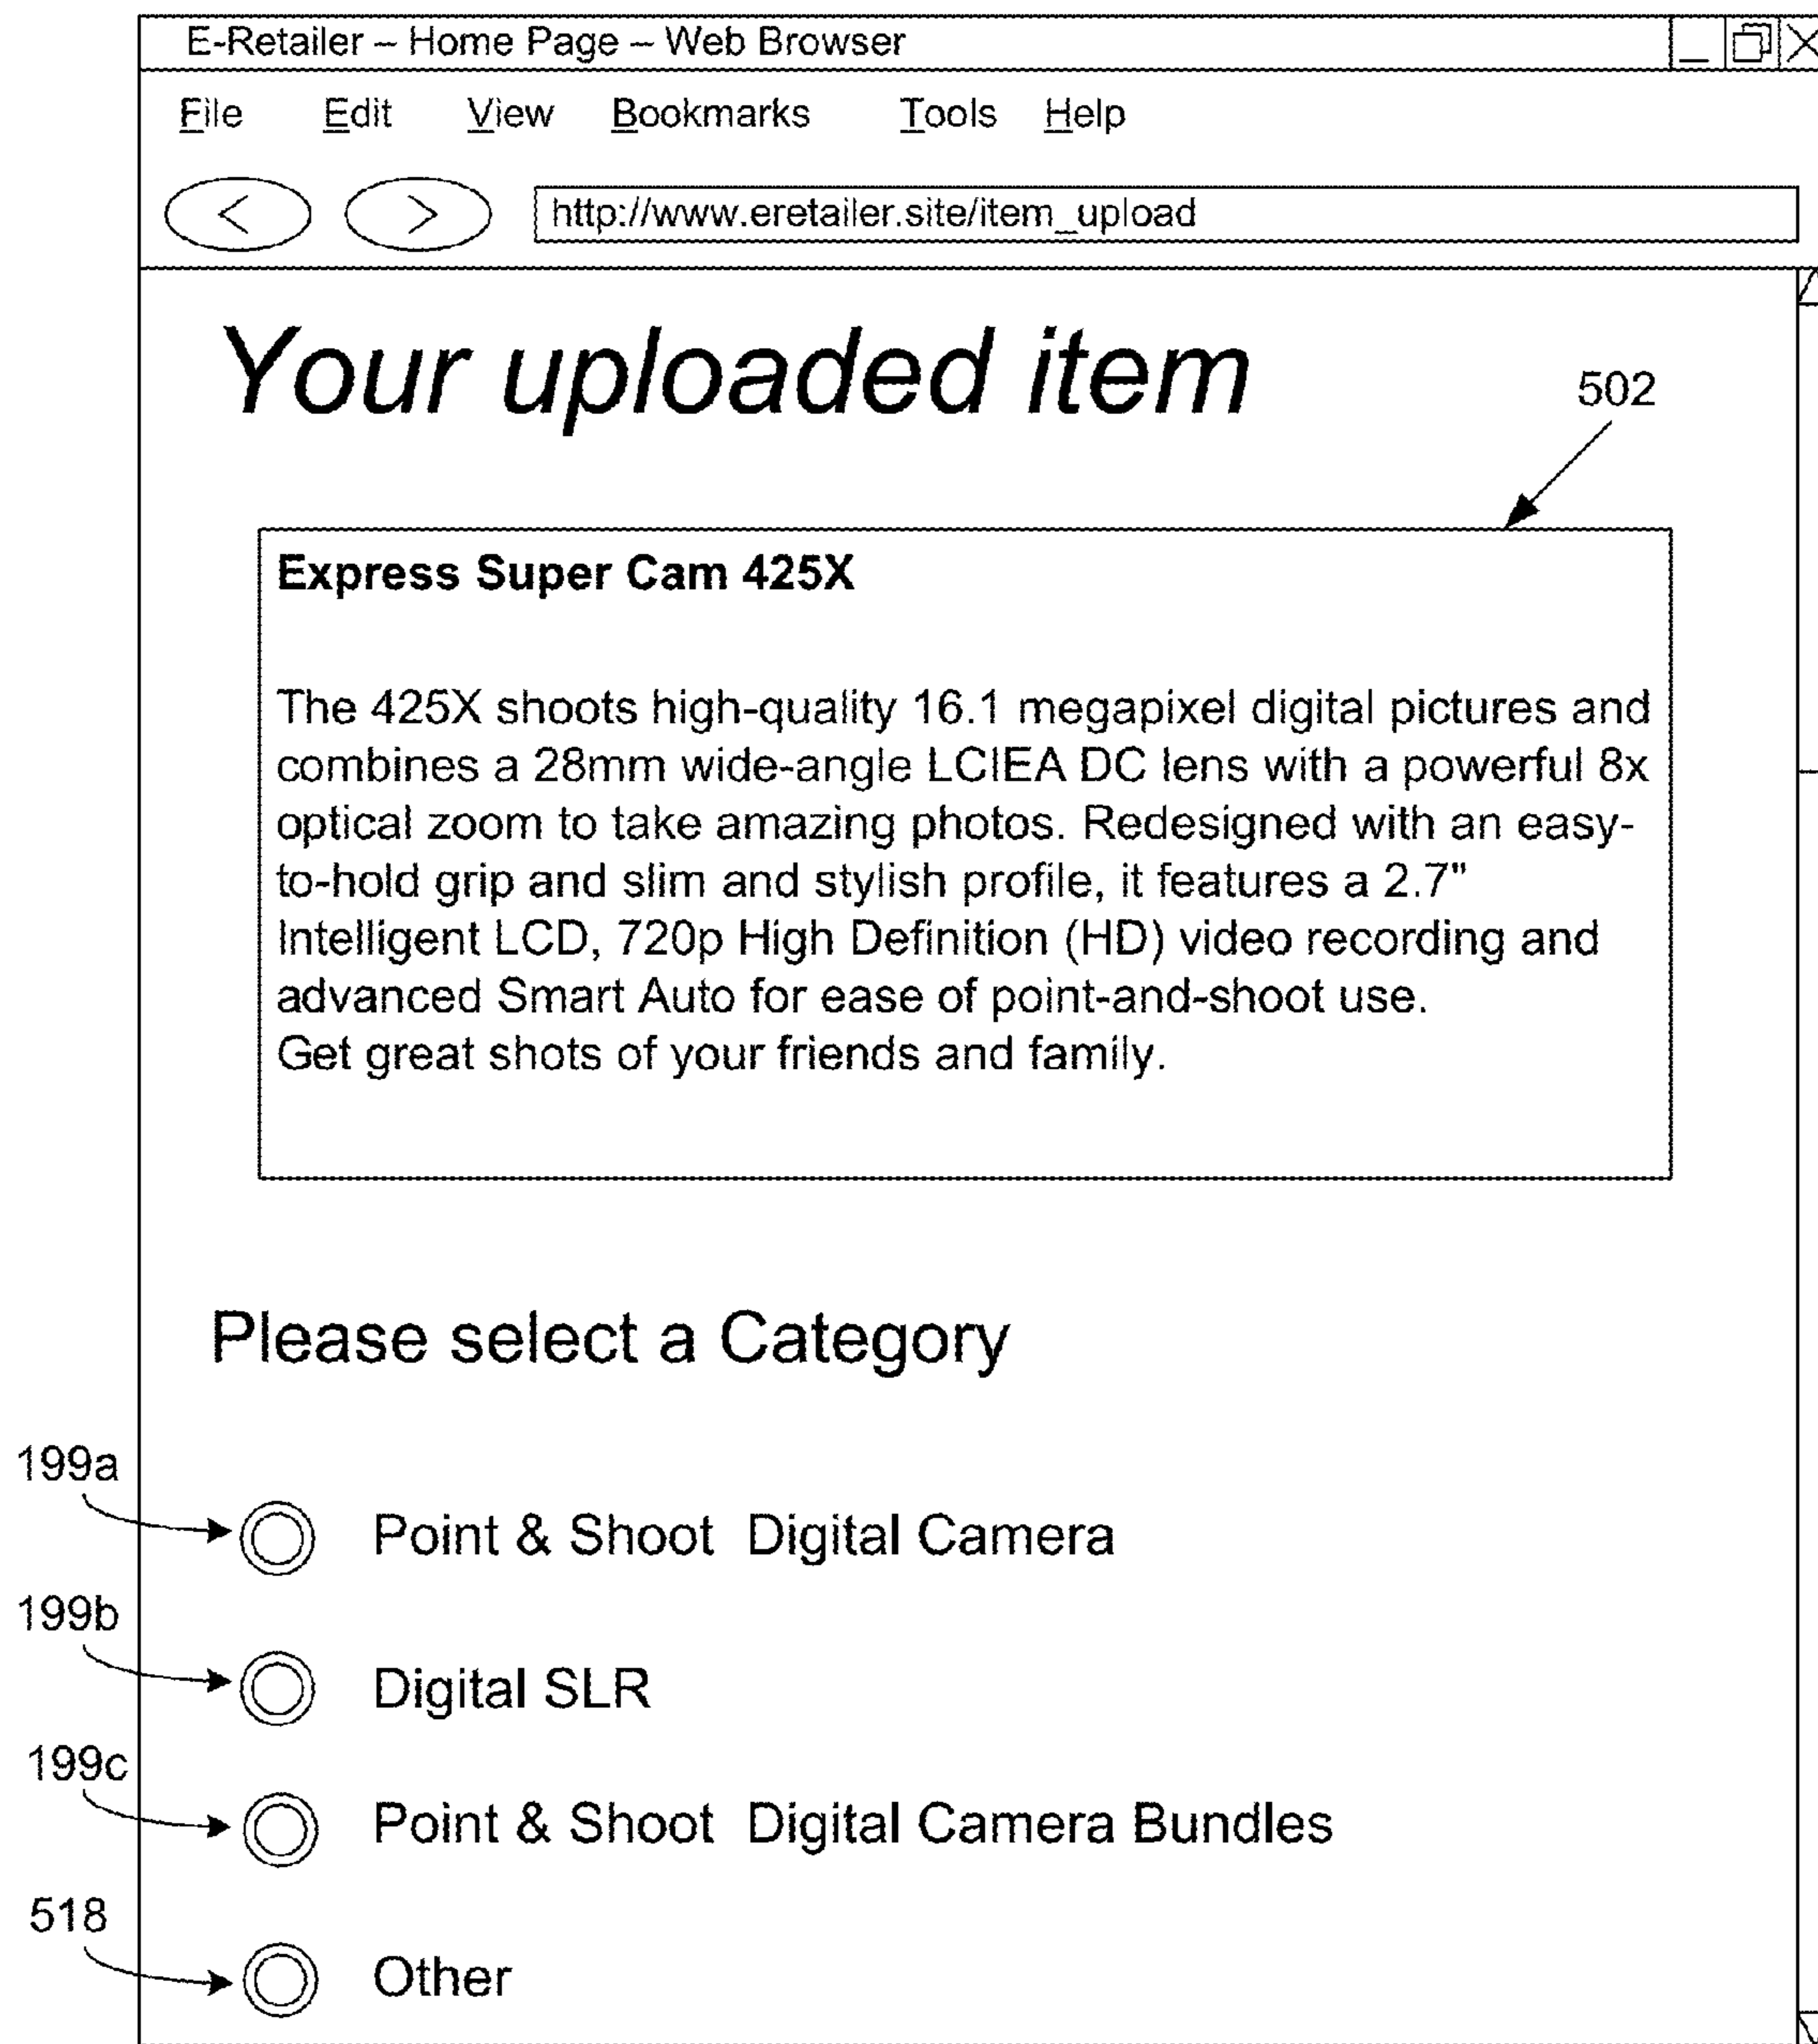 E-Retailer – Home Page – Web Browser
File Edit View Bookmarks Tools Help
< > http://www.eretailer.site/item_upload
Your uploaded item
502
Express Super Cam 425X
The 425X shoots high-quality 16.1 megapixel digital pictures and
combines a 28mm wide-angle LCIEA DC lens with a powerful 8x
optical zoom to take amazing photos. Redesigned with an easy-
to-hold grip and slim and stylish profile, it features a 2.7"
Intelligent LCD, 720p High Definition (HD) video recording and
advanced Smart Auto for ease of point-and-shoot use.
Get great shots of your friends and family.
Please select a Category
199a
Point & Shoot Digital Camera
199b
Digital SLR
199c
Point & Shoot Digital Camera Bundles
518
Other